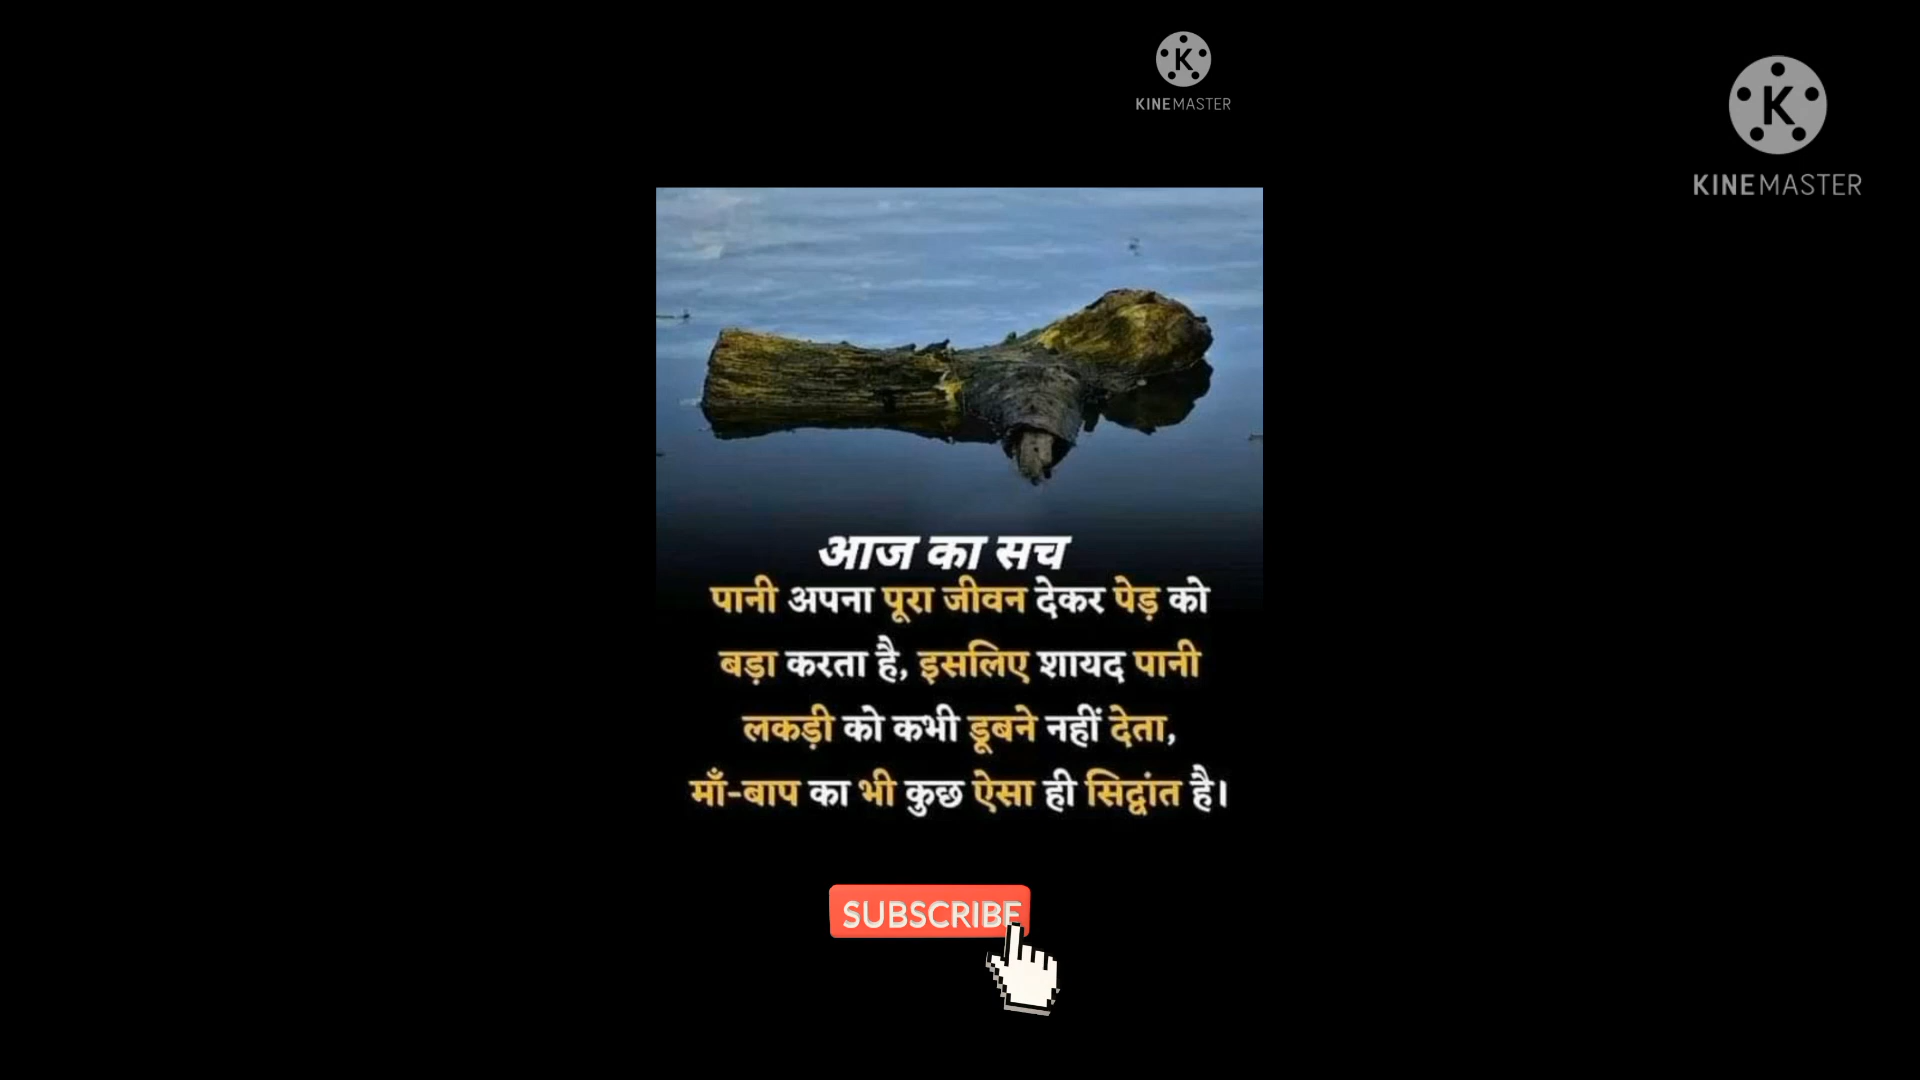 KINEMASTER
KINEMASTER
आज का सच
पानी अपना पूरा जीवन देकर पेड़ को
बड़ा करता है, इसलिए शायद पानी
लकड़ी को कभी डूबने नहीं देता,
माँ-बाप का भी कुछ ऐसा ही सिद्वांत है।
SUBSCRIBE